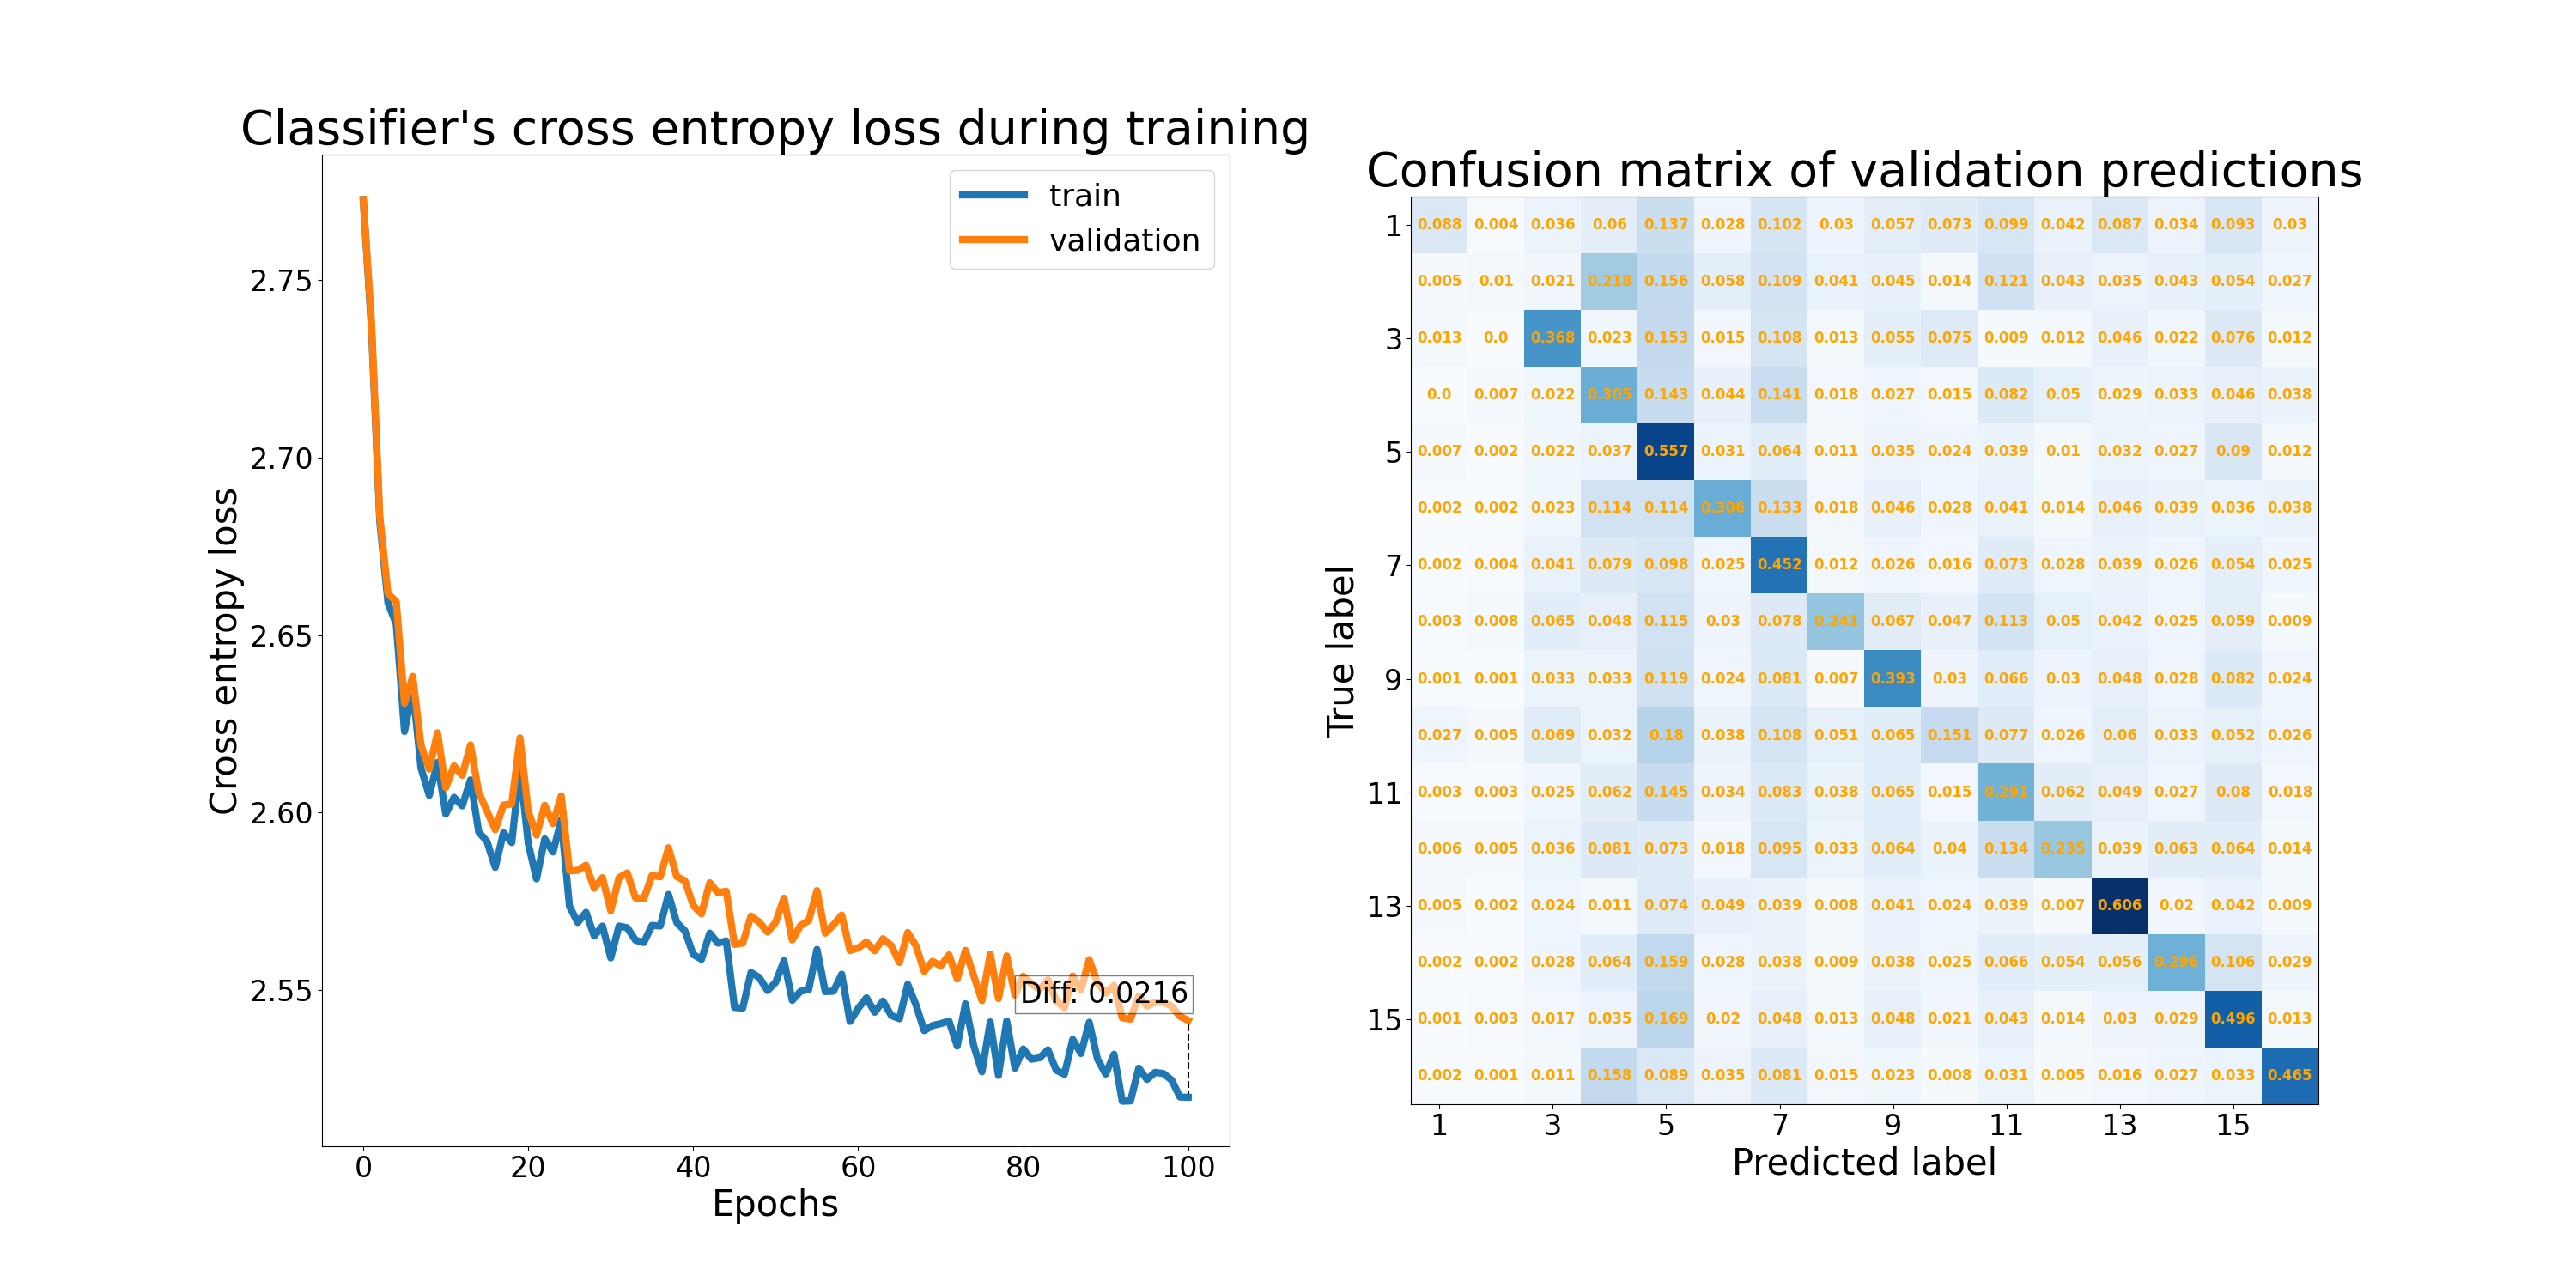 Classifier's cross entropy loss during training
train
validation
2.75
2.70
2.65
2.60
2.55
Cross entropy loss
Diff: 0.0216
0 20 40 60 80 100
Epochs
Confusion matrix of validation predictions
1 0.088 0.004 0.036 0.06 0.137 0.028 0.102 0.03 0.057 0.073 0.099 0.042 0.087 0.034 0.093 0.03
0.005 0.01 0.021 0.218 0.156 0.058 0.109 0.041 0.045 0.014 0.121 0.043 0.035 0.043 0.054 0.027
3 0.013 0.0 0.368 0.023 0.153 0.015 0.108 0.013 0.055 0.075 0.009 0.012 0.046 0.022 0.076 0.012
0.0 0.007 0.022 0.305 0.143 0.044 0.141 0.018 0.027 0.015 0.082 0.05 0.029 0.033 0.046 0.038
5 0.007 0.002 0.022 0.037 0.557 0.031 0.064 0.011 0.035 0.024 0.039 0.01 0.032 0.027 0.09 0.012
0.002 0.002 0.023 0.114 0.114 0.306 0.133 0.018 0.046 0.028 0.041 0.014 0.046 0.039 0.036 0.038
7 0.002 0.004 0.041 0.079 0.098 0.025 0.452 0.012 0.026 0.016 0.073 0.028 0.039 0.026 0.054 0.025
0.003 0.008 0.065 0.048 0.115 0.03 0.078 0.241 0.067 0.047 0.113 0.05 0.042 0.025 0.059 0.009
9 0.001 0.001 0.033 0.033 0.119 0.024 0.081 0.007 0.393 0.03 0.066 0.03 0.048 0.028 0.082 0.024
0.027 0.005 0.069 0.032 0.18 0.038 0.108 0.051 0.065 0.151 0.077 0.026 0.06 0.033 0.052 0.026
11 0.003 0.003 0.025 0.062 0.145 0.034 0.083 0.038 0.065 0.015 0.291 0.062 0.049 0.027 0.08 0.018
0.006 0.005 0.036 0.081 0.073 0.018 0.095 0.033 0.064 0.04 0.134 0.235 0.039 0.063 0.064 0.014
13 0.005 0.002 0.024 0.011 0.074 0.049 0.039 0.008 0.041 0.024 0.039 0.007 0.606 0.02 0.042 0.009
0.002 0.002 0.028 0.064 0.159 0.028 0.038 0.009 0.038 0.025 0.066 0.054 0.056 0.296 0.106 0.029
15 0.001 0.003 0.017 0.035 0.169 0.02 0.048 0.013 0.048 0.021 0.043 0.014 0.03 0.029 0.496 0.013
0.002 0.001 0.011 0.158 0.089 0.035 0.081 0.015 0.023 0.008 0.031 0.005 0.016 0.027 0.033 0.465
True label
1 3 5 7 9 11 13 15
Predicted label